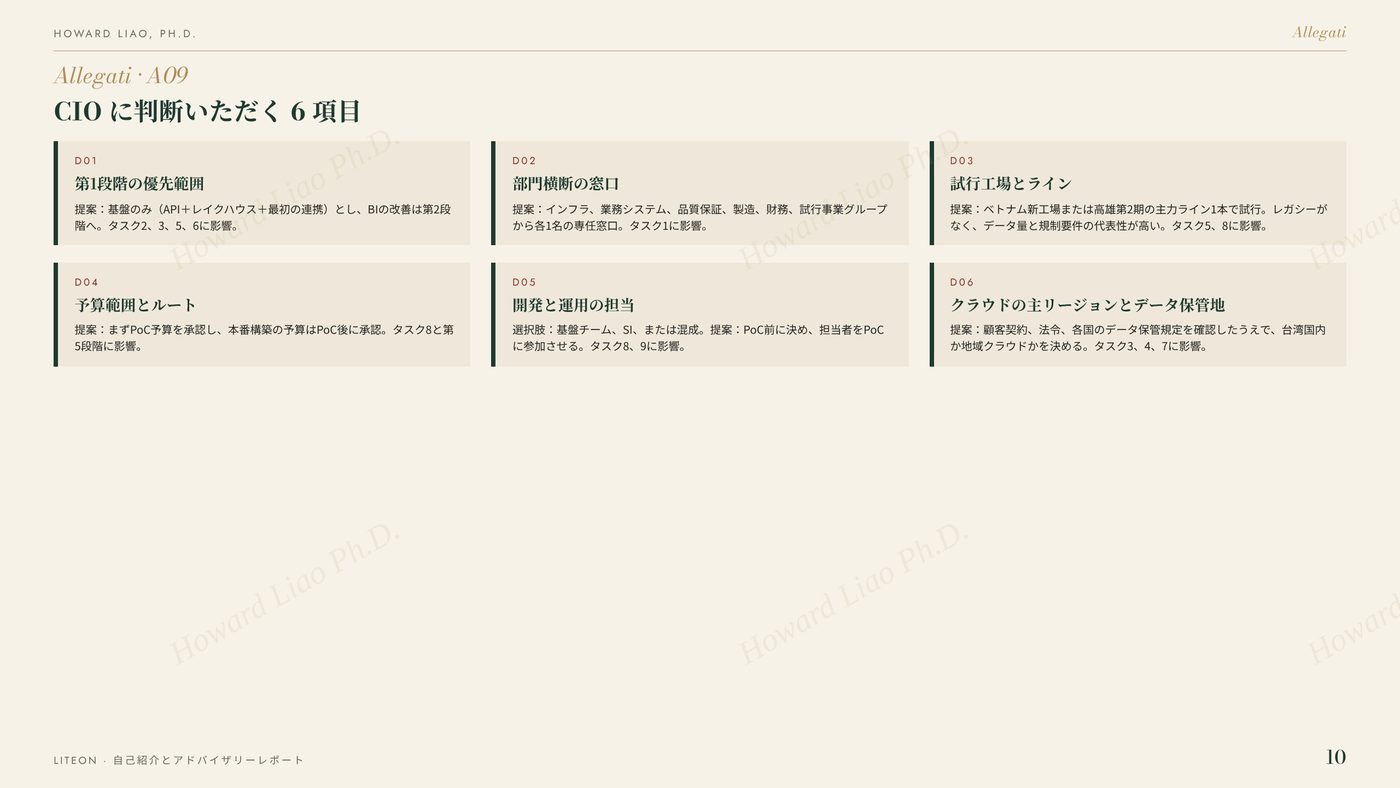 HOWARD LIAO, PH.D.
Allegati
Allegati · A09
CIO に判断いただく 6 項目
D01
第1段階の優先範囲
提案：基盤のみ（API＋レイクハウス＋最初の連携）とし、BIの改善は第2段
階へ。タスク2、3、5、6に影響。
D02
部門横断の窓口
提案：インフラ、業務システム、品質保証、製造、財務、試行事業グループ
から各1名の専任窓口。タスク1に影響。
D03
試行工場とライン
提案：ベトナム新工場または高雄第2期の主力ライン1本で試行。レガシーが
なく、データ量と規制要件の代表性が高い。タスク5、8に影響。
D04
予算範囲とルート
提案：まずPoC予算を承認し、本番構築の予算はPoC後に承認。タスク8と第
5段階に影響。
D05
開発と運用の担当
選択肢：基盤チーム、SI、または混成。提案：PoC前に決め、担当者をPoC
に参加させる。タスク8、9に影響。
D06
クラウドの主リージョンとデータ保管地
提案：顧客契約、法令、各国のデータ保管規定を確認したうえで、台湾国内
か地域クラウドかを決める。タスク3、4、7に影響。
Howard Liao Ph.D.
Howard Liao Ph.D.
Howard
Howard Liao Ph.D.
Howard Liao Ph.D.
Howard
LITEON · 自己紹介とアドバイザリーレポート
10